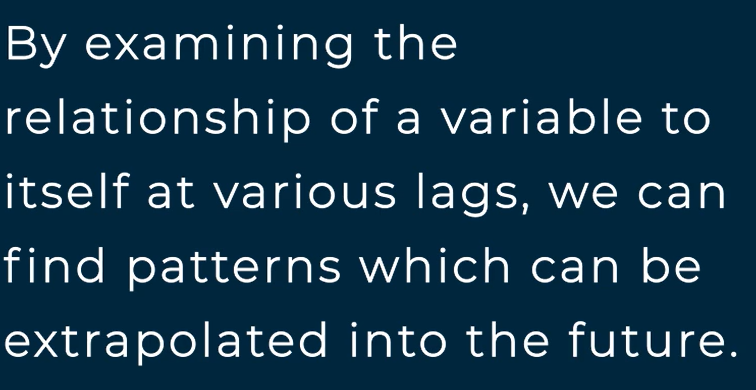 By examining the
relationship of a variable to
itself at various lags, we can
find patterns which can be
extrapolated into the future.